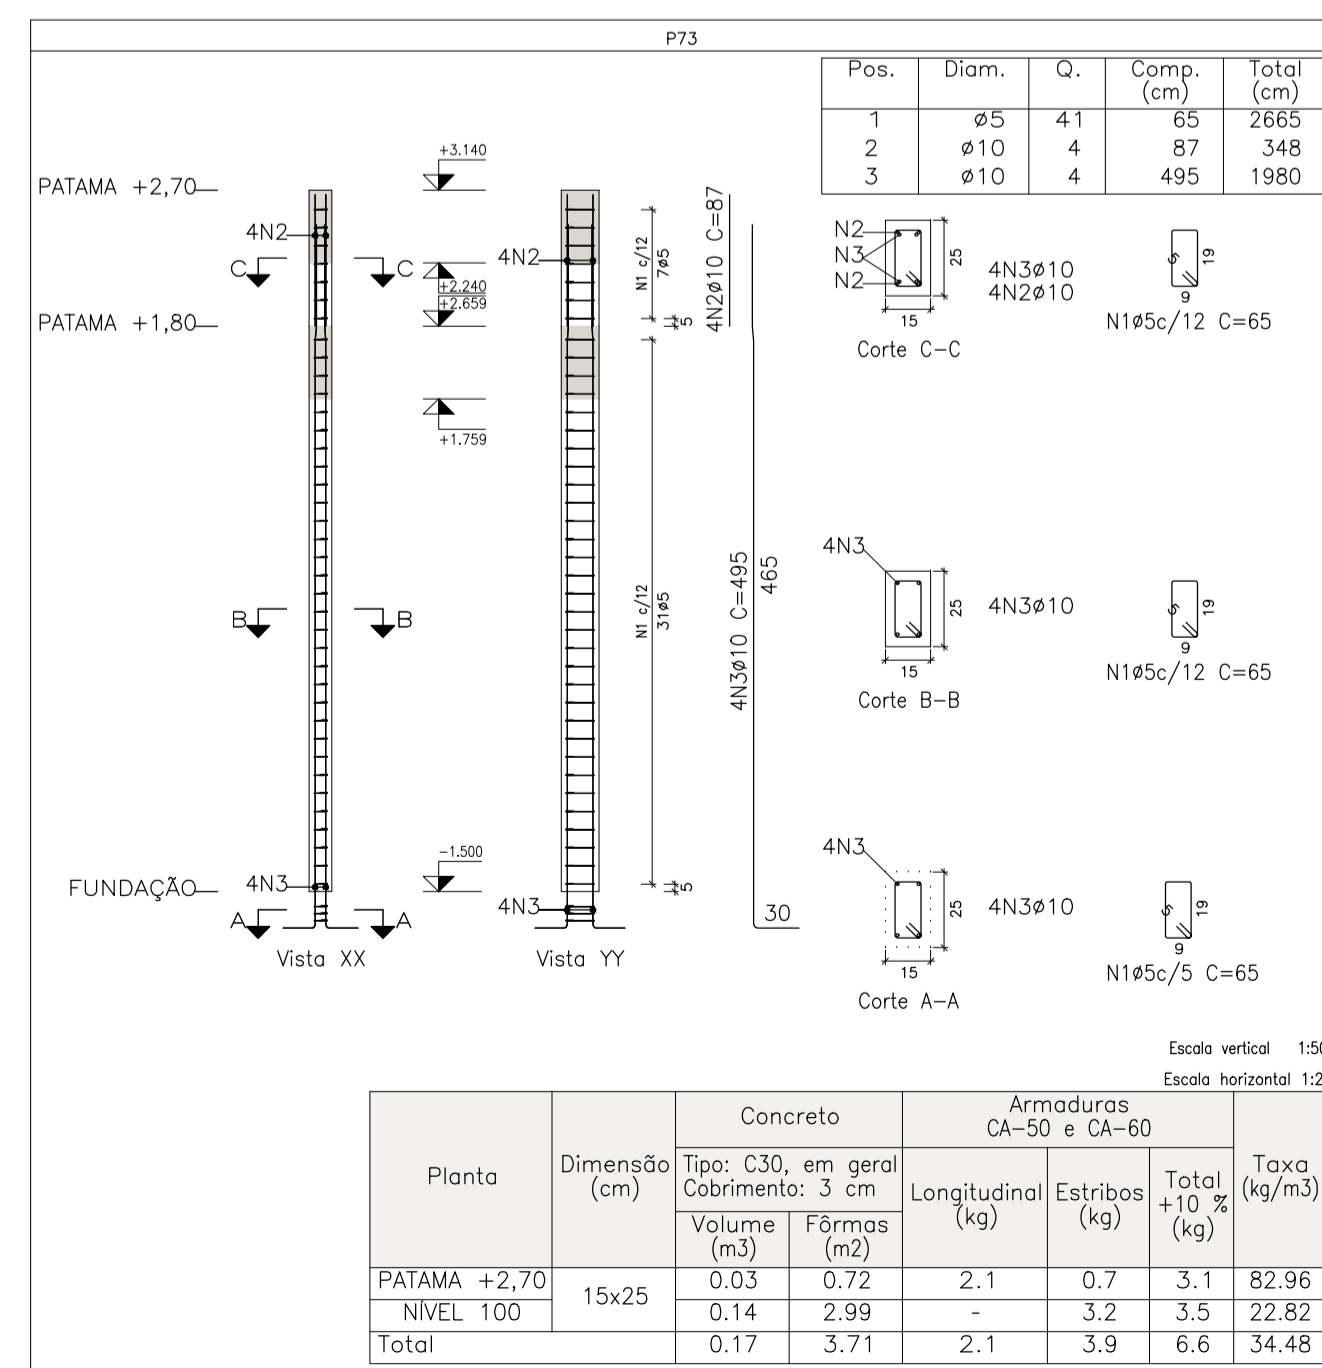 P73
Pos. Diam. Q. Comp. (cm) Total (cm)
1 ø5 41 65 2665
2 ø10 4 87 348
3 ø10 4 495 1980
PATAMA +2,70
+3.140
4N2
4N2
C C
+2.240
+2.659
PATAMA +1,80
+1.759
N1 c/12
7ø5
5
4N2ø10 C=87
N2
N3
N2
25
15
4N3ø10
4N2ø10
Corte C-C
5
19
9
N1ø5c/12 C=65
B B
N1 c/12
31ø5
4N3ø10 C=495
465
4N3
25
15
4N3ø10
Corte B-B
5
19
9
N1ø5c/12 C=65
FUNDAÇÃO
4N3
-1.500
4N3
5
30
A A
Vista XX
Vista YY
4N3
25
15
4N3ø10
Corte A-A
5
19
9
N1ø5c/5 C=65
Escala vertical 1:50
Escala horizontal 1:2
Planta
Dimensão (cm)
Concreto
Tipo: C30, em geral
Cobrimento: 3 cm
Volume (m3)
Fôrmas (m2)
Armaduras
CA-50 e CA-60
Longitudinal (kg)
Estribos (kg)
Total +10 % (kg)
Taxa (kg/m3)
PATAMA +2,70 15x25 0.03 0.72 2.1 0.7 3.1 82.96
NÍVEL 100 0.14 2.99 - 3.2 3.5 22.82
Total 0.17 3.71 2.1 3.9 6.6 34.48